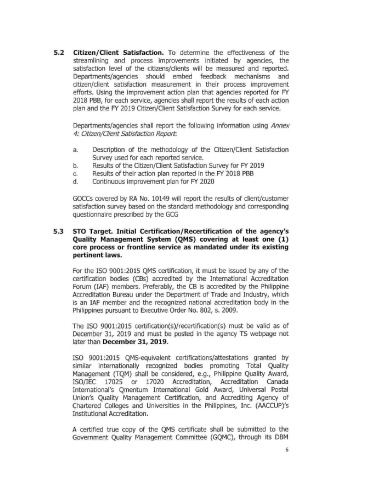 5.2 Citizen/Client Satisfaction. To determine the effectiveness of the
streamlining and process improvements initiated by agencies, the
satisfaction level of the citizens/clients will be measured and reported.
Departments/agencies should embed feedback mechanisms and
citizen/client satisfaction measurement in their process improvement
efforts. Using the improvement action plan that agencies reported for FY
2018 PBB, for each service, agencies shall report the results of each action
plan and the FY 2019 Citizen/Client Satisfaction Survey for each service.
Departments/agencies shall report the following information using Annex
4: Citizen/Client Satisfaction Report:
a. Description of the methodology of the Citizen/Client Satisfaction
Survey used for each reported service.
b. Results of the Citizen/Client Satisfaction Survey for FY 2019
c. Results of their action plan reported in the FY 2018 PBB
d. Continuous improvement plan for FY 2020
GOCCs covered by RA No. 10149 will report the results of client/customer
satisfaction survey based on the standard methodology and corresponding
questionnaire prescribed by the GCG
5.3 STO Target. Initial Certification/Recertification of the agency's
Quality Management System (QMS) covering at least one (1)
core process or frontline service as mandated under its existing
pertinent laws.
For the ISO 9001:2015 QMS certification, it must be issued by any of the
certification bodies (CBs) accredited by the International Accreditation
Forum (IAF) members. Preferably, the CB is accredited by the Philippine
Accreditation Bureau under the Department of Trade and Industry, which
is an IAF member and the recognized national accreditation body in the
Philippines pursuant to Executive Order No. 802, s. 2009.
The ISO 9001:2015 certification(s)/recertification(s) must be valid as of
December 31, 2019 and must be posted in the agency TS webpage not
later than December 31, 2019.
ISO 9001:2015 QMS-equivalent certifications/attestations granted by
similar internationally recognized bodies promoting Total Quality
Management (TQM) shall be considered, e.g., Philippine Quality Award,
ISO/IEC 17025 or 17020 Accreditation, Accreditation Canada
International's Qmentum International Gold Award, Universal Postal
Union's Quality Management Certification, and Accrediting Agency of
Chartered Colleges and Universities in the Philippines, Inc. (AACCUP)'s
Institutional Accreditation.
A certified true copy of the QMS certificate shall be submitted to the
Government Quality Management Committee (GQMC), through its DBM
6